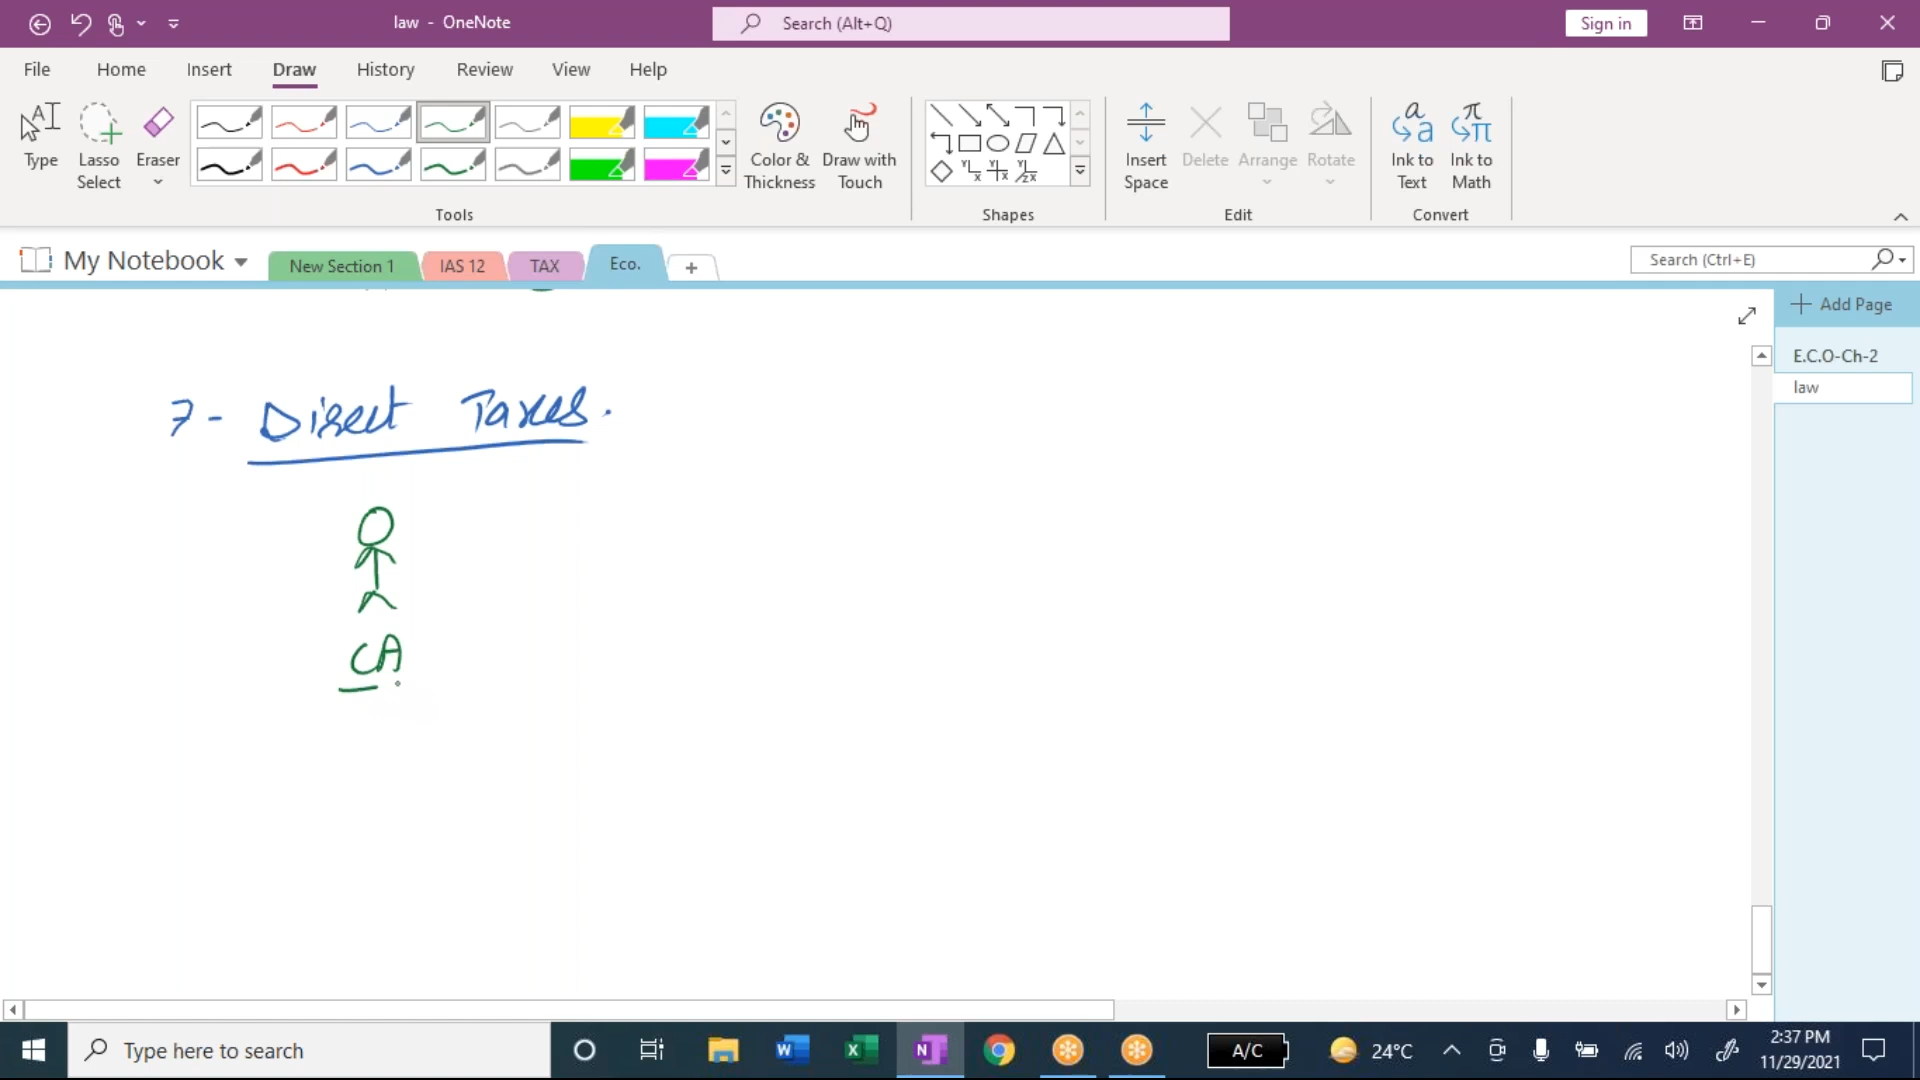 law - OneNote
Search (Alt+Q)
Sign in
File Home Insert Draw History Review View Help
Type
Lasso Select
Eraser
Color & Thickness
Draw with Touch
Insert Space
Delete
Arrange
Rotate
Ink to Text
Ink to Math
Tools
Shapes
Edit
Convert
My Notebook
New Section 1
IAS 12
TAX
Eco.
Search (Ctrl+E)
Add Page
E.C.O-Ch-2
law
7- Direct Taxes.
CA
Type here to search
A/C
24°C
2:37 PM
11/29/2021